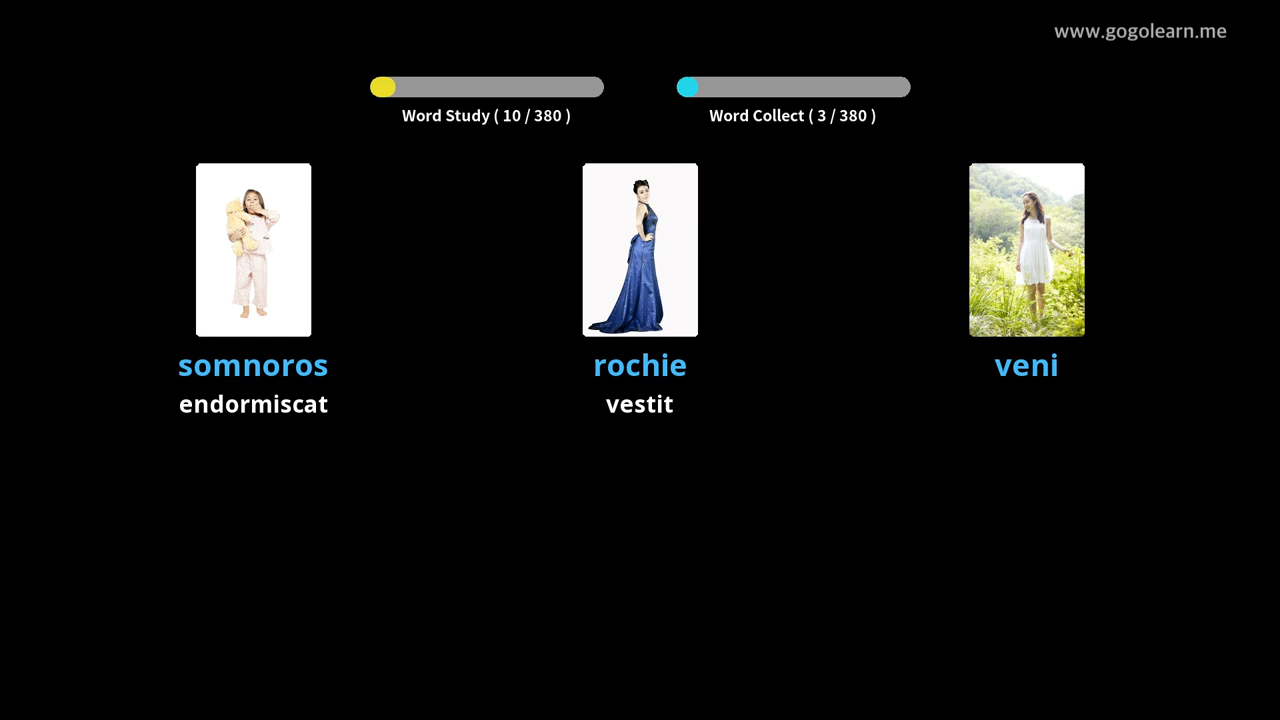 www.gogolearn.me
Word Study ( 10 / 380 )
Word Collect ( 3 / 380 )
somnoros
rochie
veni
endormiscat
vestit